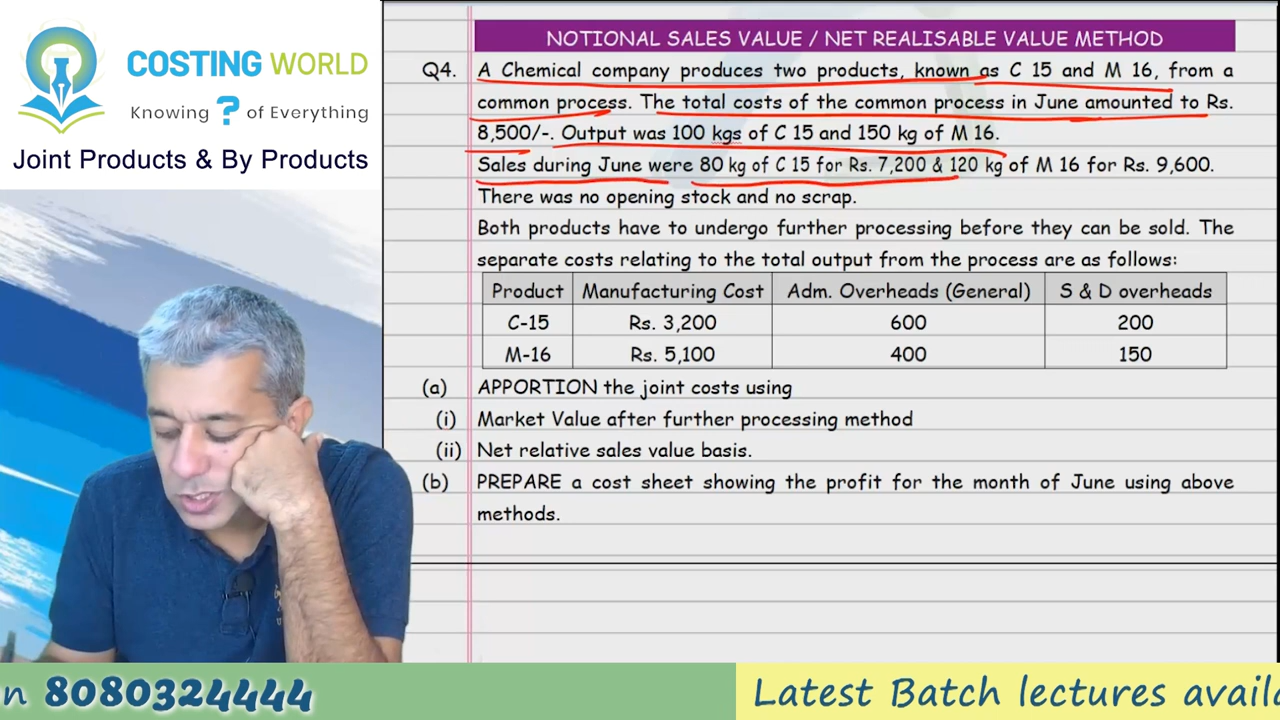 COSTING WORLD
Knowing ? of Everything
Joint Products & By Products
NOTIONAL SALES VALUE / NET REALISABLE VALUE METHOD
Q4. A Chemical company produces two products, known as C 15 and M 16, from a
common process. The total costs of the common process in June amounted to Rs.
8,500/-. Output was 100 kgs of C 15 and 150 kg of M 16.
Sales during June were 80 kg of C 15 for Rs. 7,200 & 120 kg of M 16 for Rs. 9,600.
There was no opening stock and no scrap.
Both products have to undergo further processing before they can be sold. The
separate costs relating to the total output from the process are as follows:
Product Manufacturing Cost Adm. Overheads (General) S & D overheads
C-15 Rs. 3,200 600 200
M-16 Rs. 5,100 400 150
(a) APPORTION the joint costs using
(i) Market Value after further processing method
(ii) Net relative sales value basis.
(b) PREPARE a cost sheet showing the profit for the month of June using above
methods.
n 8080324444
Latest Batch lectures availa